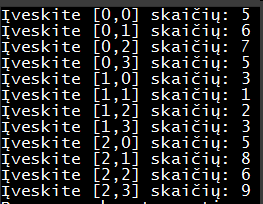 Įveskite [0,0] skaičių: 5
Įveskite [0,1] skaičių: 6
Įveskite [0,2] skaičių: 7
Įveskite [0,3] skaičių: 5
Įveskite [1,0] skaičių: 3
Įveskite [1,1] skaičių: 1
Įveskite [1,2] skaičių: 2
Įveskite [1,3] skaičių: 3
Įveskite [2,0] skaičių: 5
Įveskite [2,1] skaičių: 8
Įveskite [2,2] skaičių: 6
Įveskite [2,3] skaičių: 9